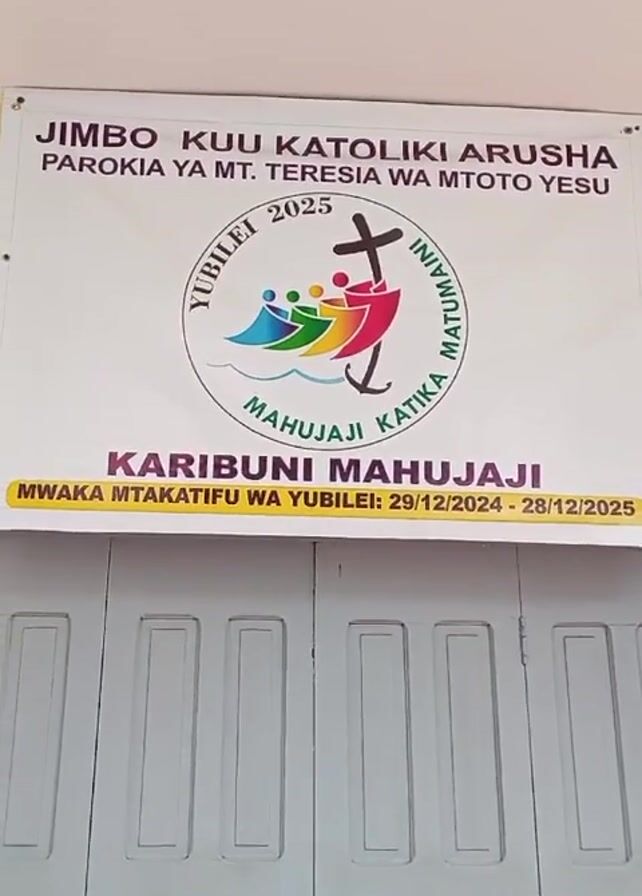 JIMBO KUU KATOLIKI ARUSHA
PAROKIA YA MT. TERESIA WA MTOTO YESU
YUBILEI 2025
MAHUJAJI KATIKA MATUMAINI
KARIBUNI MAHUJAJI
MWAKA MTAKATIFU WA YUBILEI: 29/12/2024 - 28/12/2025